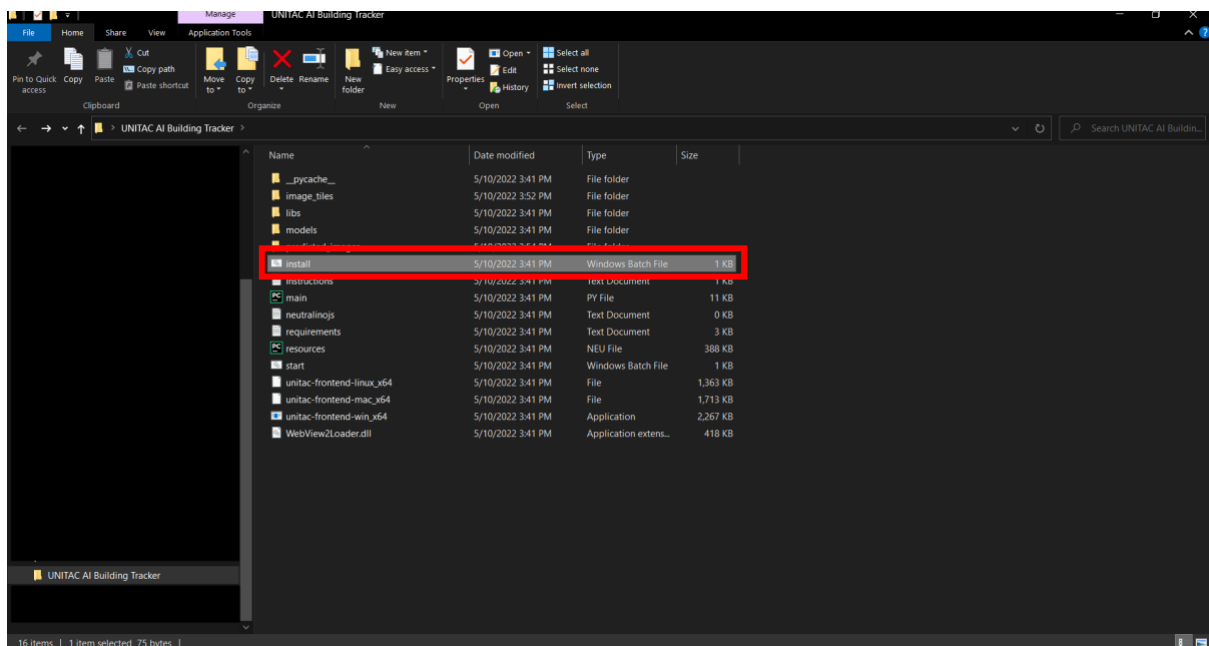 Manage UNITAC AI Building Tracker
File Home Share View Application Tools
Pin to Quick access
Copy
Paste
Cut
Copy path
Paste shortcut
Move to
Copy to
Delete
Rename
New folder
New item
Easy access
Properties
Open
Edit
History
Select all
Select none
Invert selection
Clipboard Organize New Open Select
UNITAC AI Building Tracker Search UNITAC AI Buildin...
Name Date modified Type Size
__pycache__ 5/10/2022 3:41 PM File folder
image_tiles 5/10/2022 3:52 PM File folder
libs 5/10/2022 3:41 PM File folder
models 5/10/2022 3:41 PM File folder
install 5/10/2022 3:41 PM Windows Batch File 1 KB
instructions 5/10/2022 3:41 PM Text Document 1 KB
main 5/10/2022 3:41 PM PY File 11 KB
neutralinojs 5/10/2022 3:41 PM Text Document 0 KB
requirements 5/10/2022 3:41 PM Text Document 3 KB
resources 5/10/2022 3:41 PM NEU File 388 KB
start 5/10/2022 3:41 PM Windows Batch File 1 KB
unitac-frontend-linux_x64 5/10/2022 3:41 PM File 1,363 KB
unitac-frontend-mac_x64 5/10/2022 3:41 PM File 1,713 KB
unitac-frontend-win_x64 5/10/2022 3:41 PM Application 2,267 KB
WebView2Loader.dll 5/10/2022 3:41 PM Application extens... 418 KB
UNITAC AI Building Tracker
16 items 1 item selected 75 bytes